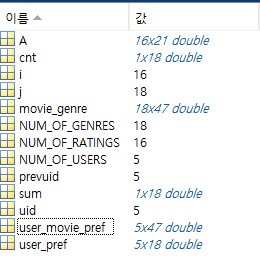 이름 값
A 16x21 double
cnt 1x18 double
i 16
j 18
movie_genre 18x47 double
NUM_OF_GENRES 18
NUM_OF_RATINGS 16
NUM_OF_USERS 5
prevuid 5
sum 1x18 double
uid 5
user_movie_pref 5x47 double
user_pref 5x18 double